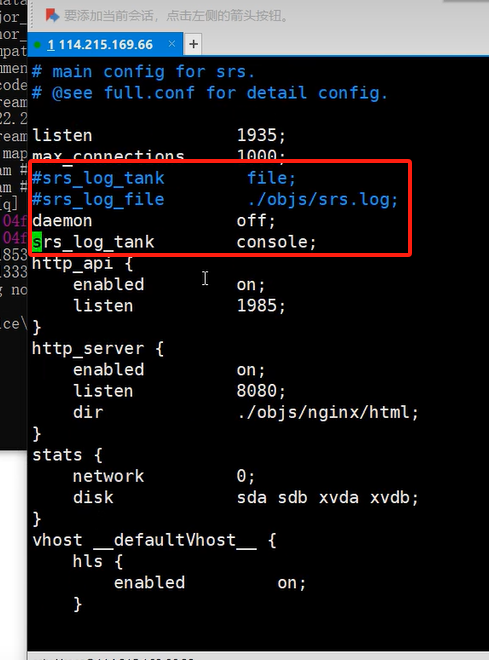 要添加当前会话，点击左侧的箭头按钮。
1 114.215.169.66 × +
# main config for srs.
# @see full.conf for detail config.
listen 1935;
max_connections 1000;
#srs_log_tank file;
#srs_log_file ./objs/srs.log;
daemon off;
srs_log_tank console;
http_api {
enabled on;
listen 1985;
}
http_server {
enabled on;
listen 8080;
dir ./objs/nginx/html;
}
stats {
network 0;
disk sda sdb xvda xvdb;
}
vhost __defaultVhost__ {
hls {
enabled on;
}